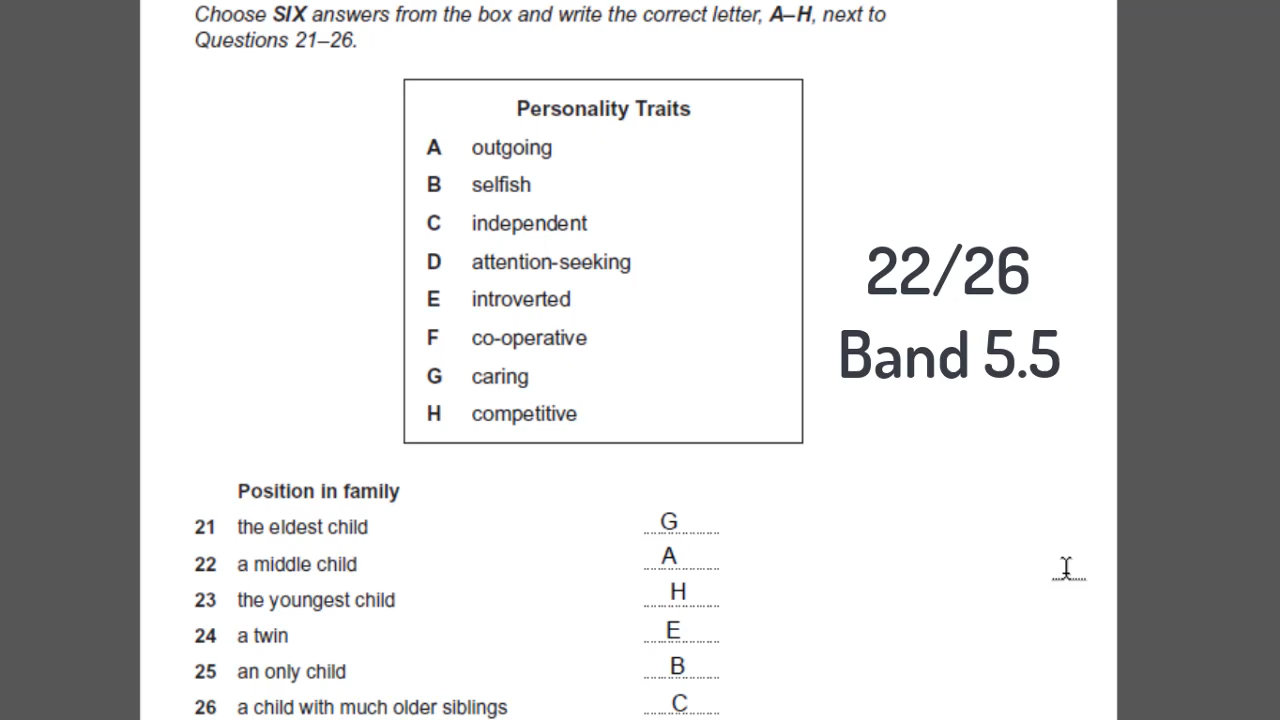 Choose SIX answers from the box and write the correct letter, A–H, next to
Questions 21–26.
Personality Traits
A outgoing
B selfish
C independent
D attention-seeking
E introverted
F co-operative
G caring
H competitive
22/26
Band 5.5
Position in family
21 the eldest child G
22 a middle child A
23 the youngest child H
24 a twin E
25 an only child B
26 a child with much older siblings C